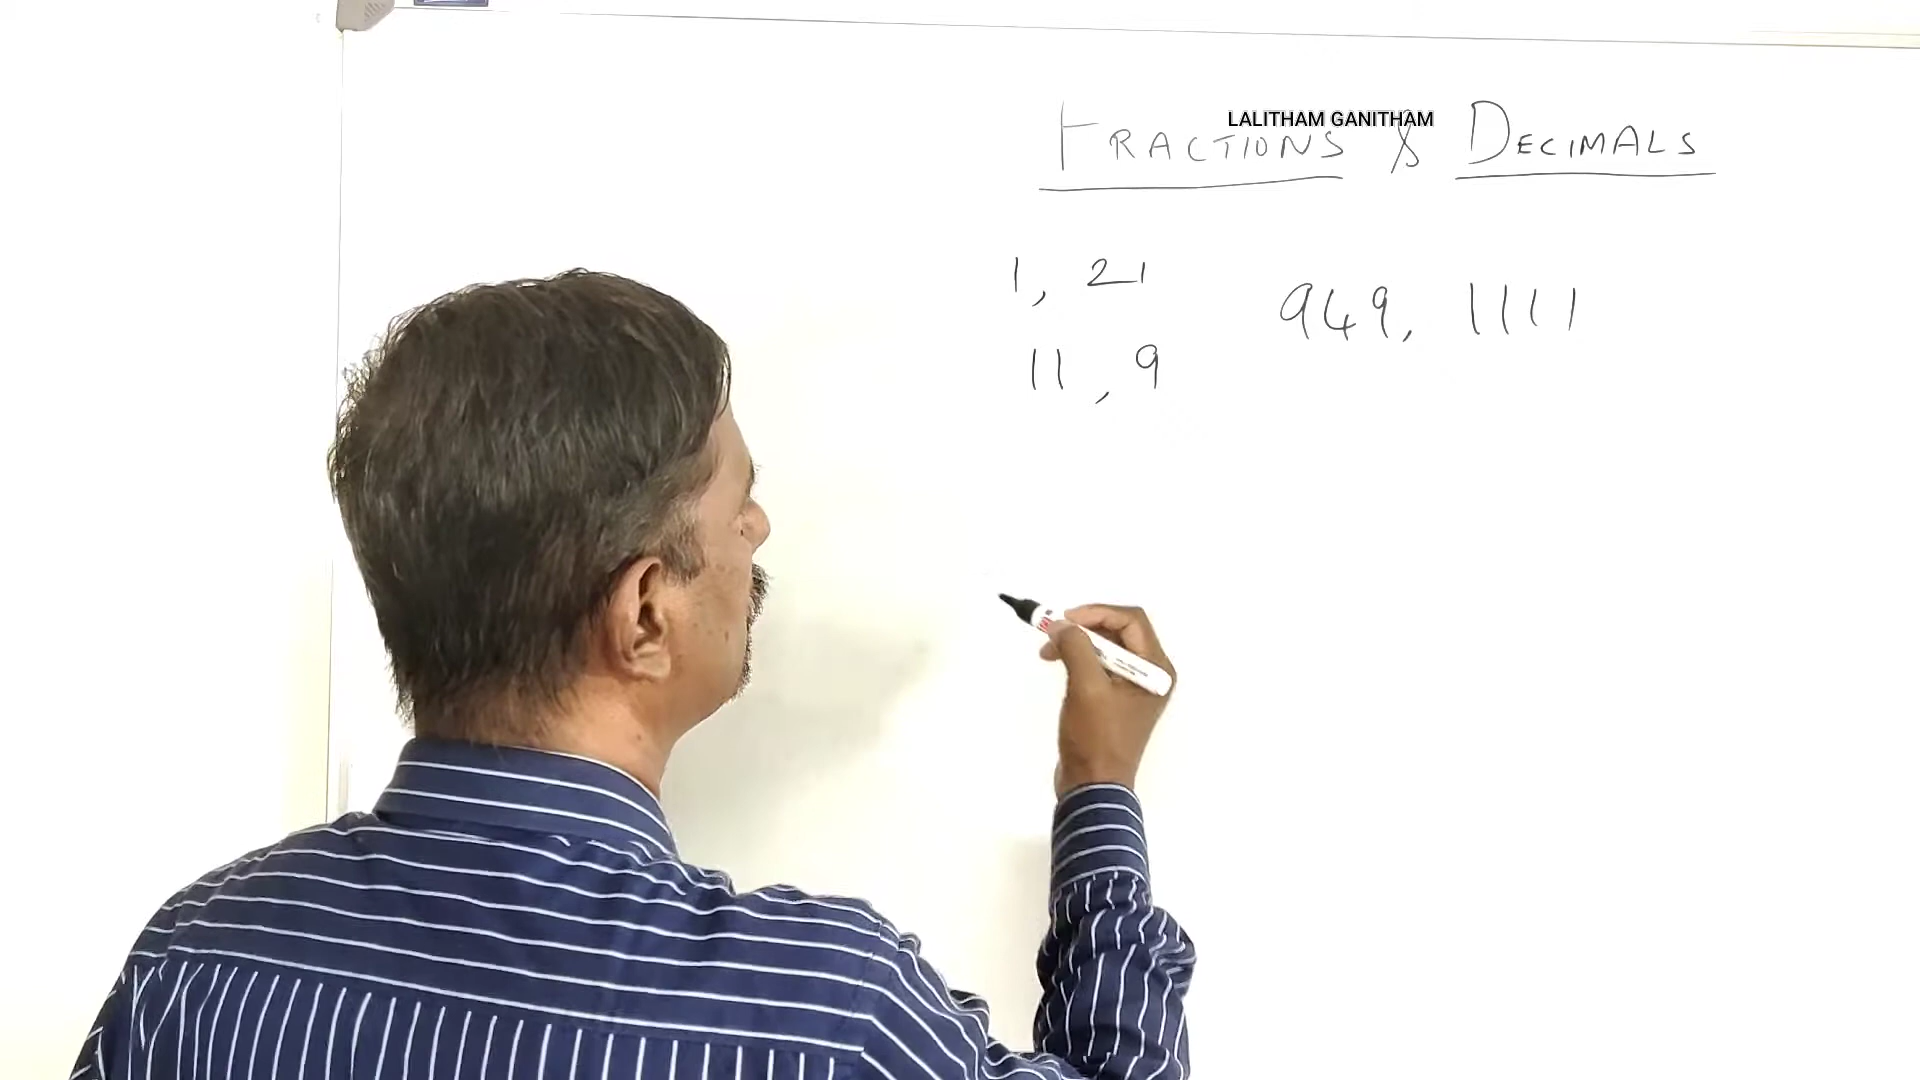 LALITHAM GANITHAM
FRACTIONS & DECIMALS
1, 21
949, 1111
11, 9